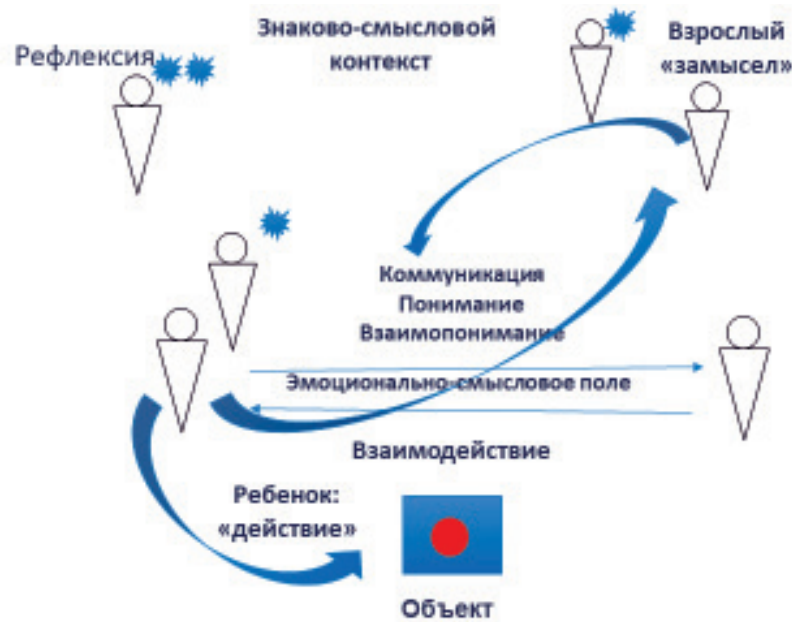 Знаково-смысловой
контекст
Рефлексия
Взрослый
«замысел»
Коммуникация
Понимание
Взаимопонимание
Эмоционально-смысловое поле
Взаимодействие
Ребенок:
«действие»
Объект